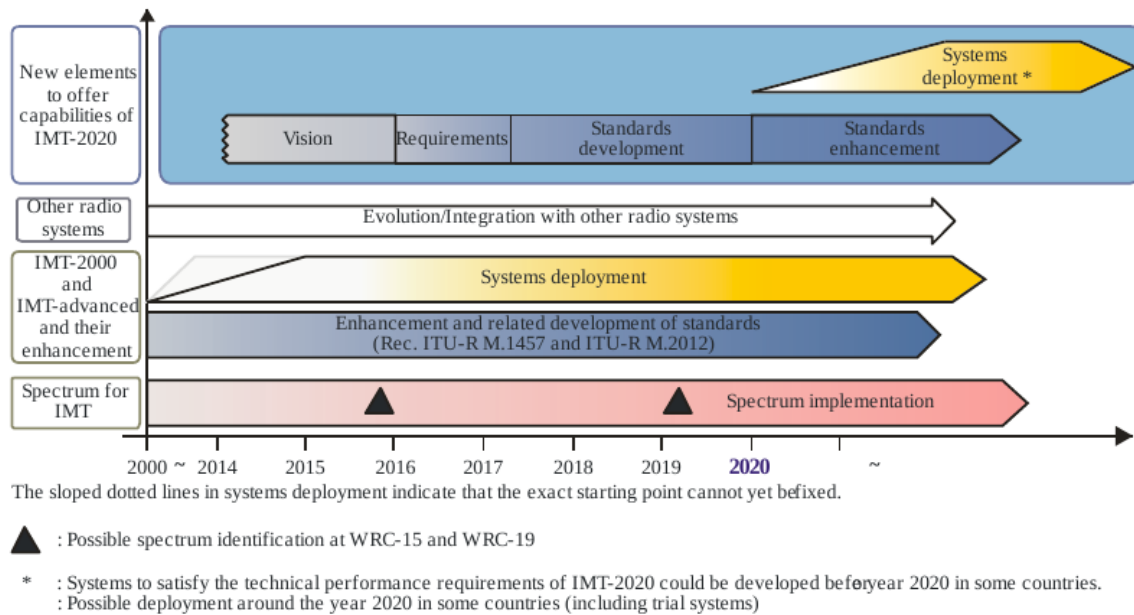 New elements
to offer
capabilities of
IMT-2020
Systems
deployment *
Vision
Requirements
Standards
development
Standards
enhancement
Other radio
systems
Evolution/Integration with other radio systems
IMT-2000
and
IMT-advanced
and their
enhancement
Systems deployment
Enhancement and related development of standards
(Rec. ITU-R M.1457 and ITU-R M.2012)
Spectrum for
IMT
Spectrum implementation
2000 ~ 2014 2015 2016 2017 2018 2019 2020 ~
The sloped dotted lines in systems deployment indicate that the exact starting point cannot yet befixed.
: Possible spectrum identification at WRC-15 and WRC-19
* : Systems to satisfy the technical performance requirements of IMT-2020 could be developed before year 2020 in some countries.
: Possible deployment around the year 2020 in some countries (including trial systems)